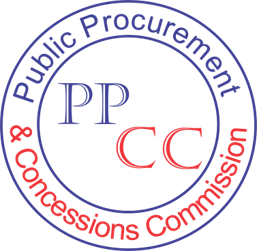 Public Procurement
PP
CC
& Concessions Commission